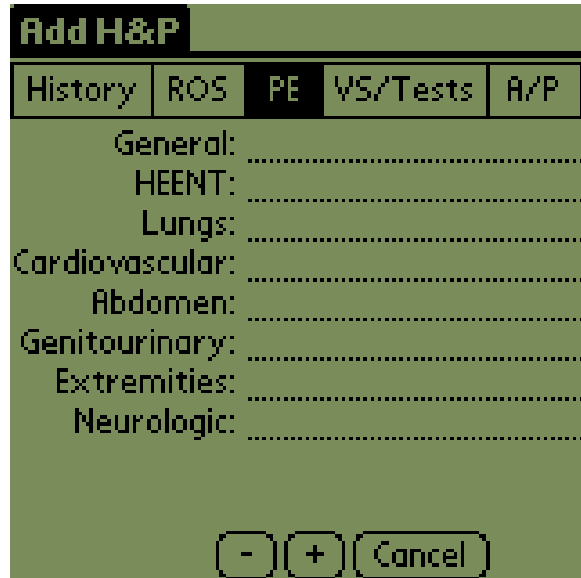 Add H&P
History ROS PE VS/Tests A/P
General:
HEENT:
Lungs:
Cardiovascular:
Abdomen:
Genitourinary:
Extremities:
Neurologic:
- + Cancel